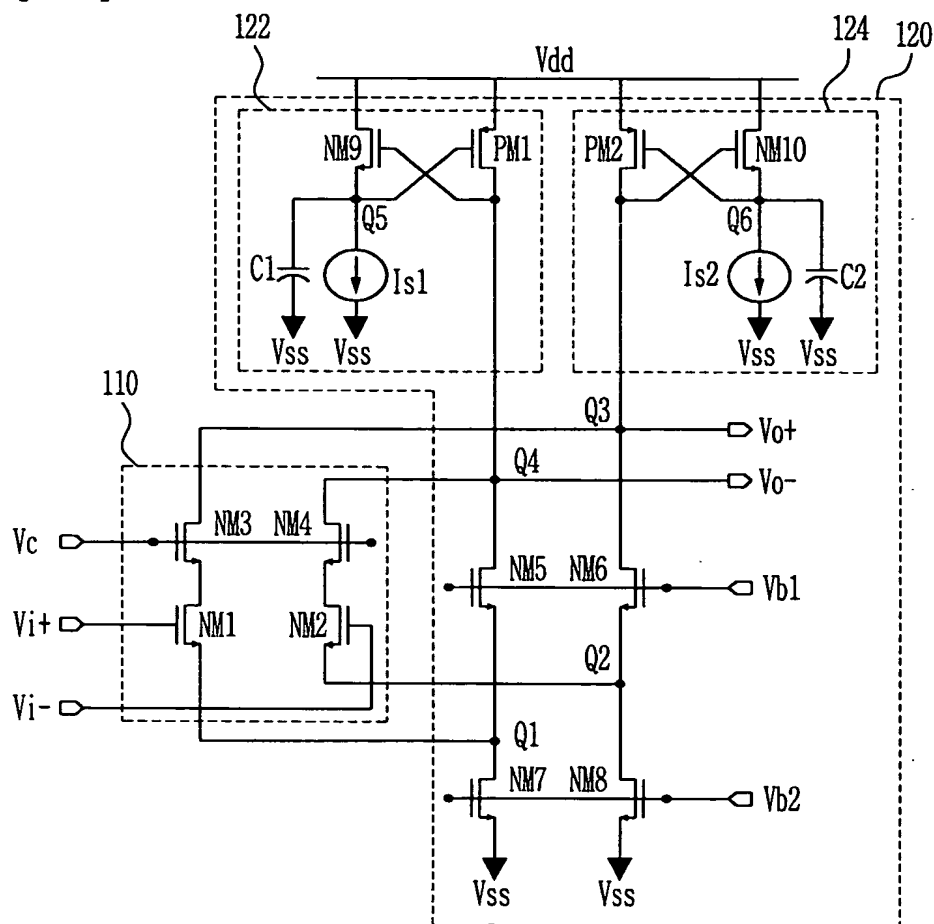 122
124
120
Vdd
NM9
PM1
PM2
NM10
Q5
Q6
C1
Is1
Is2
C2
Vss
Vss
Vss
Vss
110
Q3
Vo+
Q4
Vo-
Vc
NM3
NM4
NM5
NM6
Vb1
Vi+
NM1
NM2
Q2
Vi-
Q1
NM7
NM8
Vb2
Vss
Vss